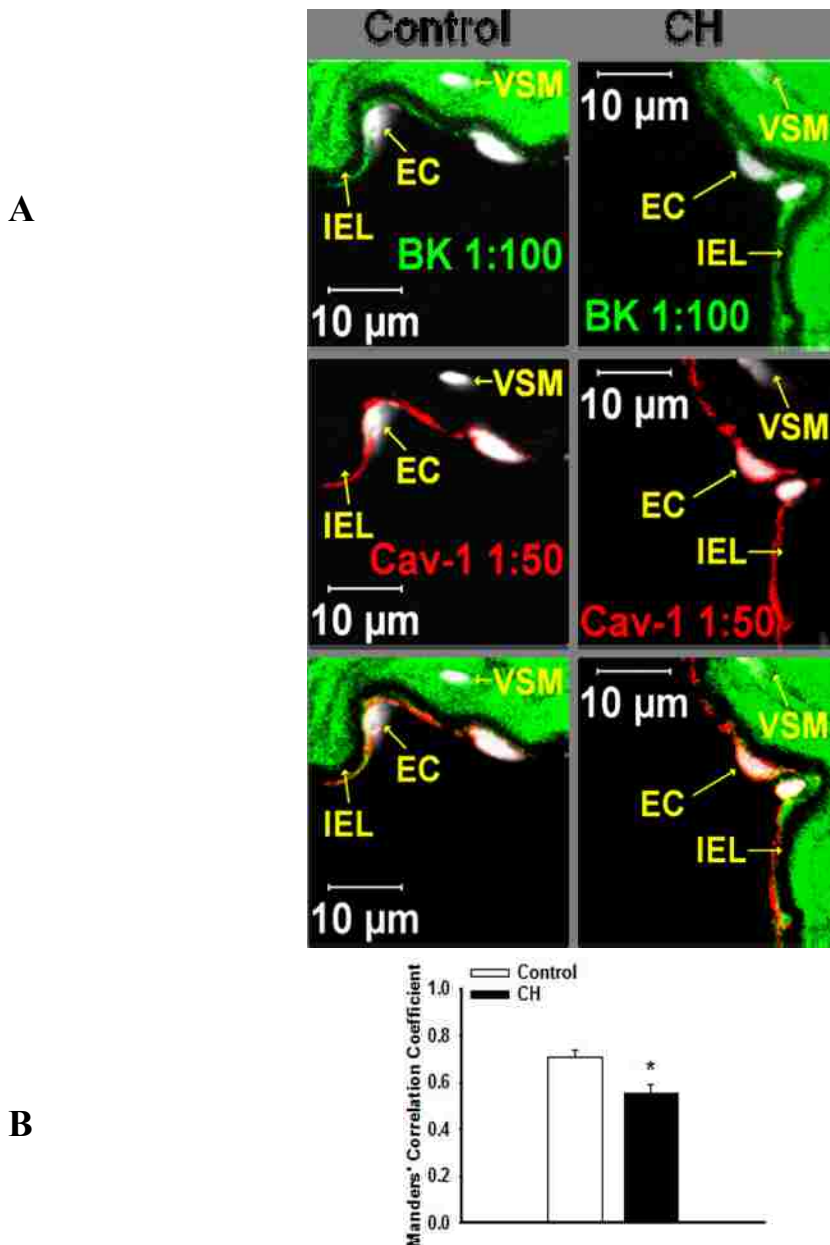 Control CH
A
VSM
EC
IEL
BK 1:100
10 µm
10 µm
VSM
EC
IEL
BK 1:100
VSM
EC
IEL
Cav-1 1:50
10 µm
10 µm
VSM
EC
IEL
Cav-1 1:50
VSM
EC
IEL
10 µm
10 µm
VSM
EC
IEL
B
Control
CH
Manders' Correlation Coefficient
1.0
0.8
0.6
0.4
0.2
0.0
*